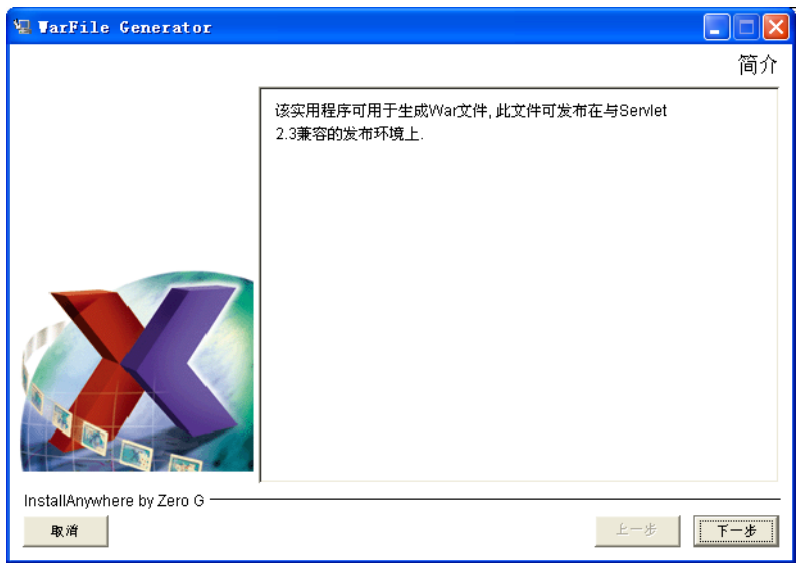 WarFile Generator
简介
该实用程序可用于生成War文件, 此文件可发布在与Servlet
2.3兼容的发布环境上.
InstallAnywhere by Zero G
取消
上一步
下一步